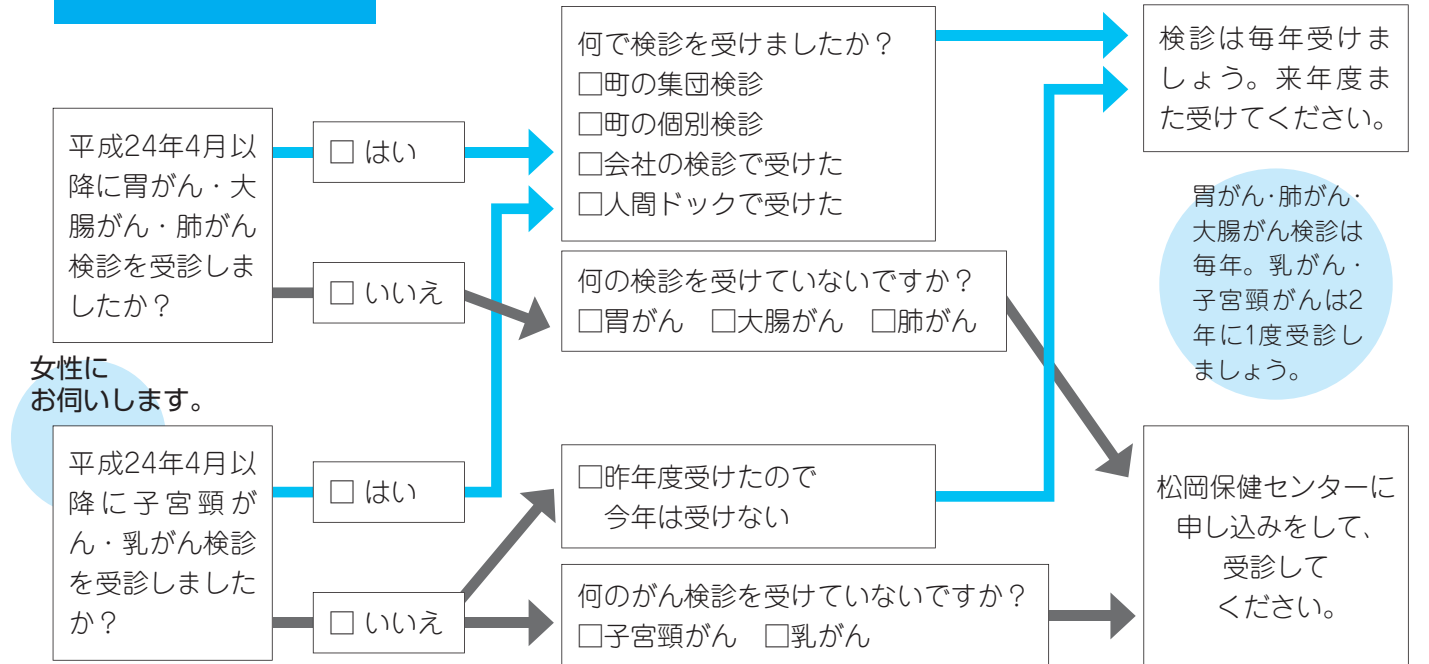 平成24年4月以
降に胃がん・大
腸がん・肺がん
検診を受診しま
したか？
□ はい
□ いいえ
何で検診を受けましたか？
□町の集団検診
□町の個別検診
□会社の検診で受けた
□人間ドックで受けた
何の検診を受けていないですか？
□胃がん　□大腸がん　□肺がん
検診は毎年受けま
しょう。来年度ま
た受けてください。
胃がん・肺がん・
大腸がん検診は
毎年。乳がん・
子宮頸がんは2
年に1度受診し
ましょう。
女性に
お伺いします。
平成24年4月以
降に子宮頸が
ん・乳がん検診
を受診しました
か？
□ はい
□ いいえ
□昨年度受けたので
今年は受けない
何のがん検診を受けていないですか？
□子宮頸がん　□乳がん
松岡保健センターに
申し込みをして、
受診して
ください。